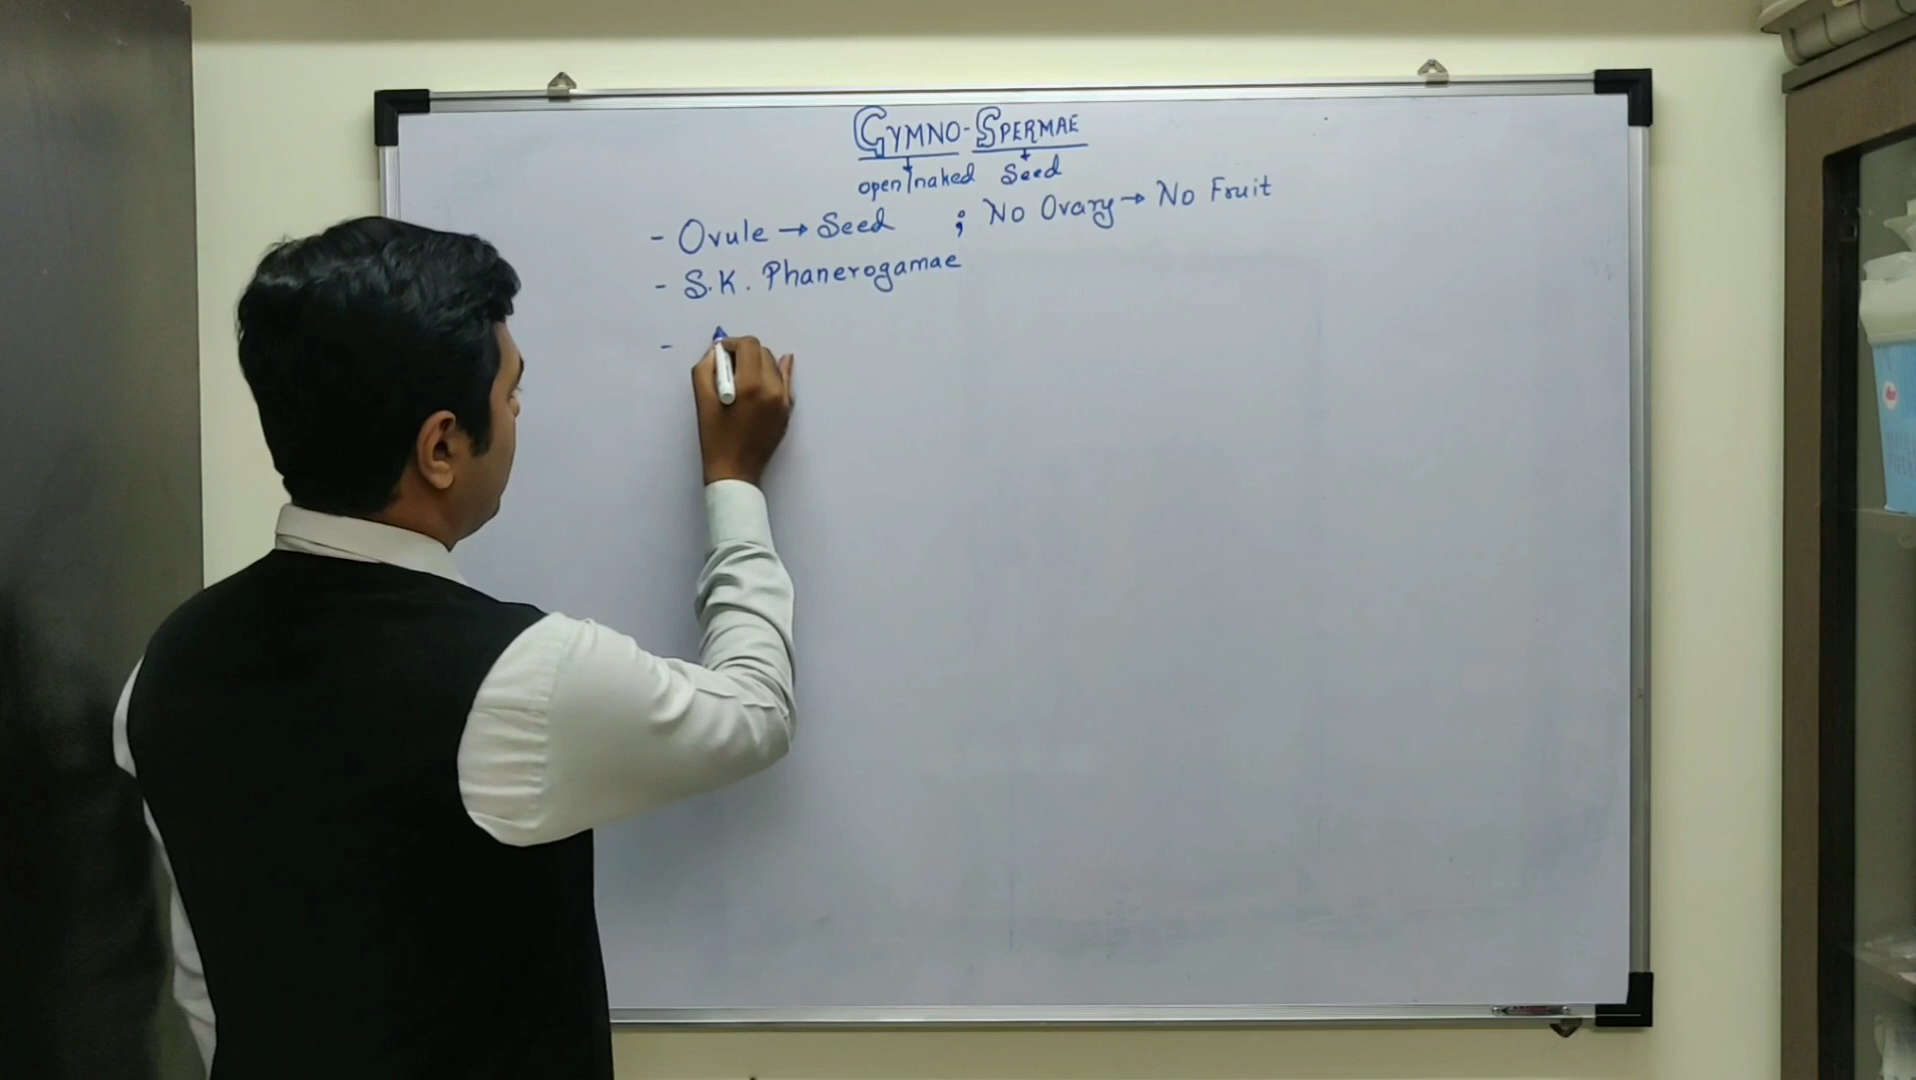 GYMNO-SPERMAE
open/naked Seed
- Ovule → Seed ; No Ovary → No Fruit
- S.K. Phanerogamae
-